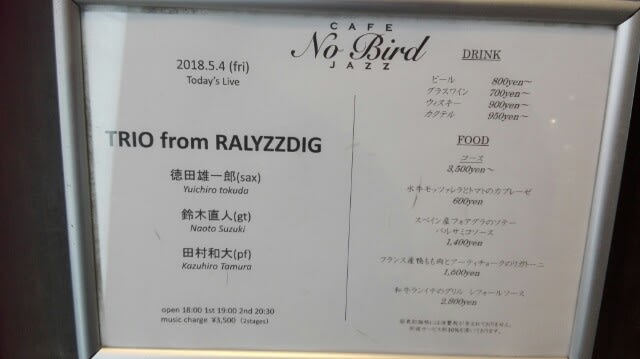 CAFE
No Bird
JAZZ
2018.5.4 (fri)
Today's Live
TRIO from RALYZZDIG
徳田雄一郎(sax)
Yuichiro tokuda
鈴木直人(gt)
Naoto Suzuki
田村和大(pf)
Kazuhiro Tamura
open 18:00 1st 19:00 2nd 20:30
music charge ¥3,500 (2stages)
DRINK
ビール 800yen～
グラスワイン 700yen～
ウィスキー 900yen～
カクテル 950yen～
FOOD
コース
3,500yen～
水牛モッツァレラとトマトのカプレーゼ
600yen
スペイン産フォアグラのソテー
バルサミコソース
1,400yen
フランス産鴨もも肉とアーティチョークのリガトーニ
1,600yen
和牛ランイチのグリル レフォールソース
2,800yen